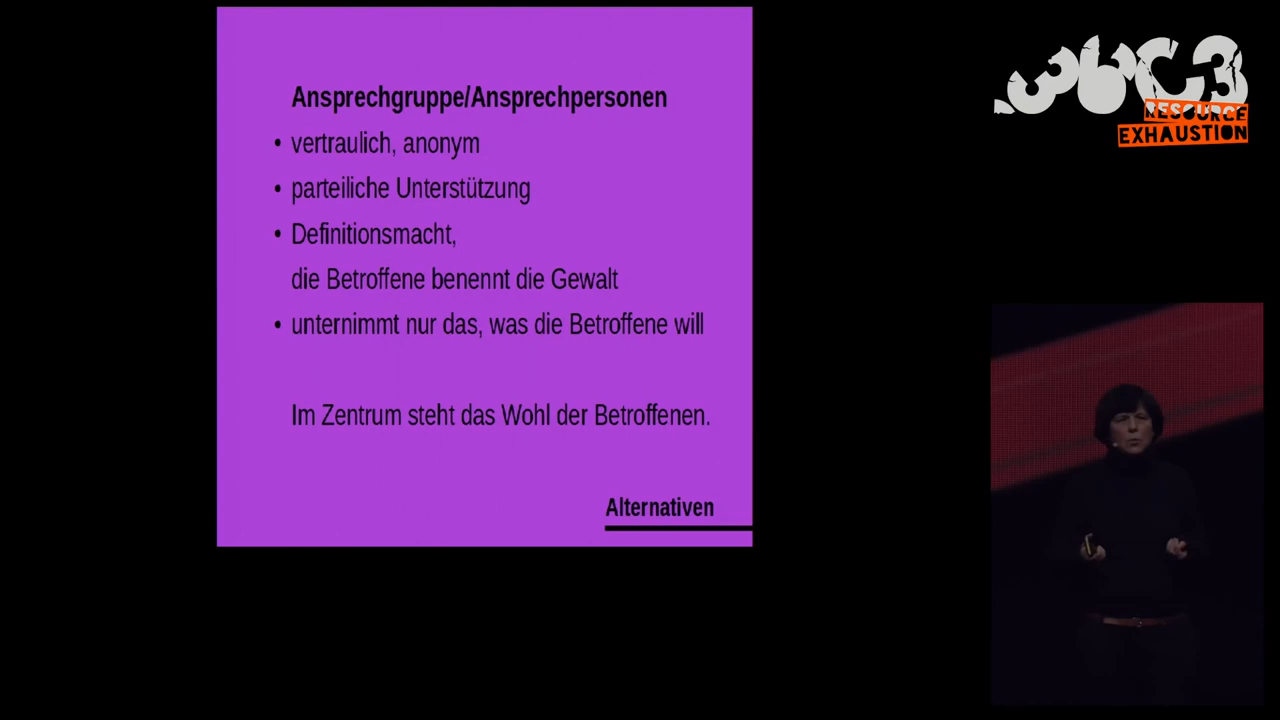 Ansprechgruppe/Ansprechpersonen
• vertraulich, anonym
• parteiliche Unterstützung
• Definitionsmacht,
die Betroffene benennt die Gewalt
• unternimmt nur das, was die Betroffene will
Im Zentrum steht das Wohl der Betroffenen.
Alternativen
36C3
RESOURCE
EXHAUSTION